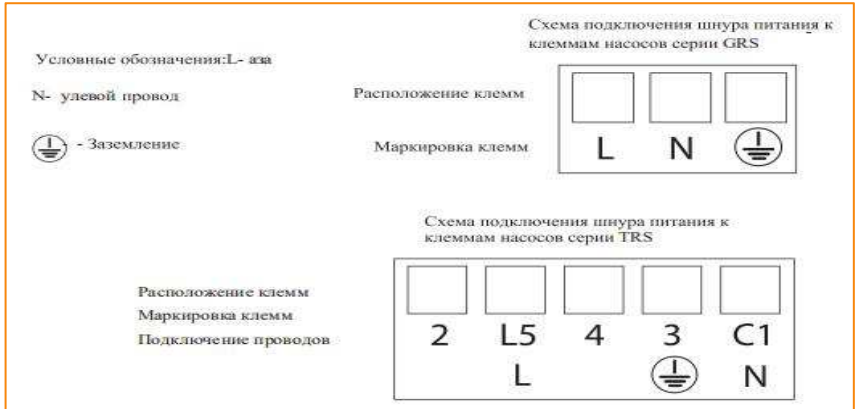 Схема подключения шнура питания к
клеммам насосов серии GRS
Условные обозначения:L- аза
N- улевой провод
- Заземление
Расположение клемм
Маркировка клемм
L N
Схема подключения шнура питания к
клеммам насосов серии TRS
Расположение клемм
Маркировка клемм
Подключение проводов
2 L5 4 3 C1
L N